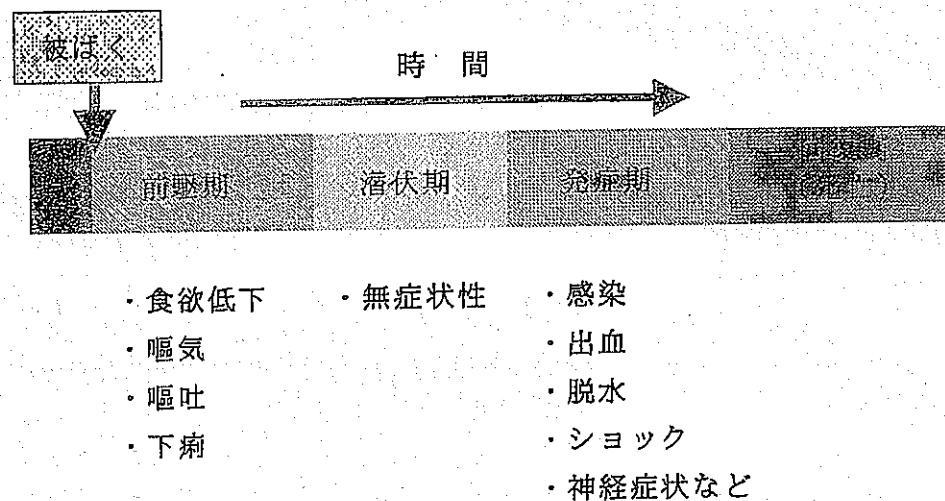 被ばく
時 間
前駆期
潜伏期
発症期
・食欲低下
・嘔気
・嘔吐
・下痢
・無症状性
・感染
・出血
・脱水
・ショック
・神経症状など